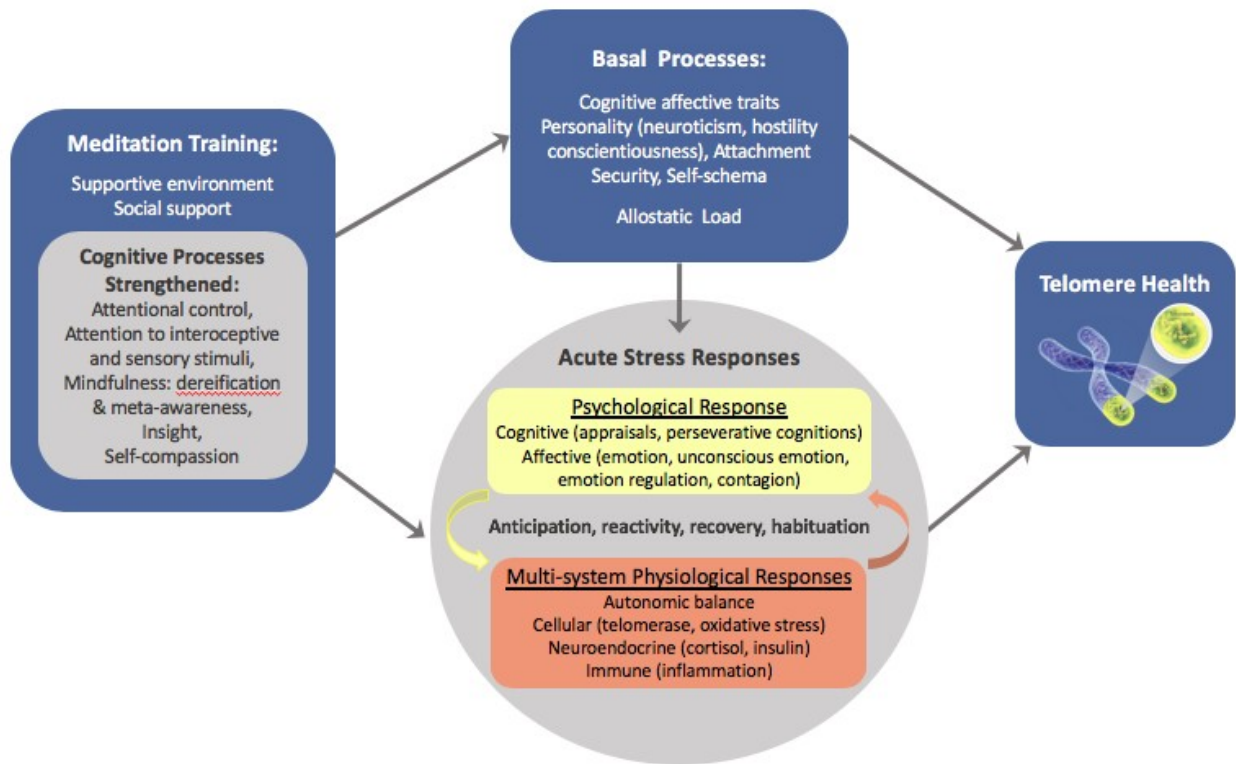 Meditation Training:
Supportive environment
Social support
Cognitive Processes
Strengthened:
Attentional control,
Attention to interoceptive
and sensory stimuli,
Mindfulness: dereification
& meta-awareness,
Insight,
Self-compassion
Basal Processes:
Cognitive affective traits
Personality (neuroticism, hostility
conscientiousness), Attachment
Security, Self-schema
Allostatic Load
Acute Stress Responses
Psychological Response
Cognitive (appraisals, perseverative cognitions)
Affective (emotion, unconscious emotion,
emotion regulation, contagion)
Anticipation, reactivity, recovery, habituation
Multi-system Physiological Responses
Autonomic balance
Cellular (telomerase, oxidative stress)
Neuroendocrine (cortisol, insulin)
Immune (inflammation)
Telomere Health